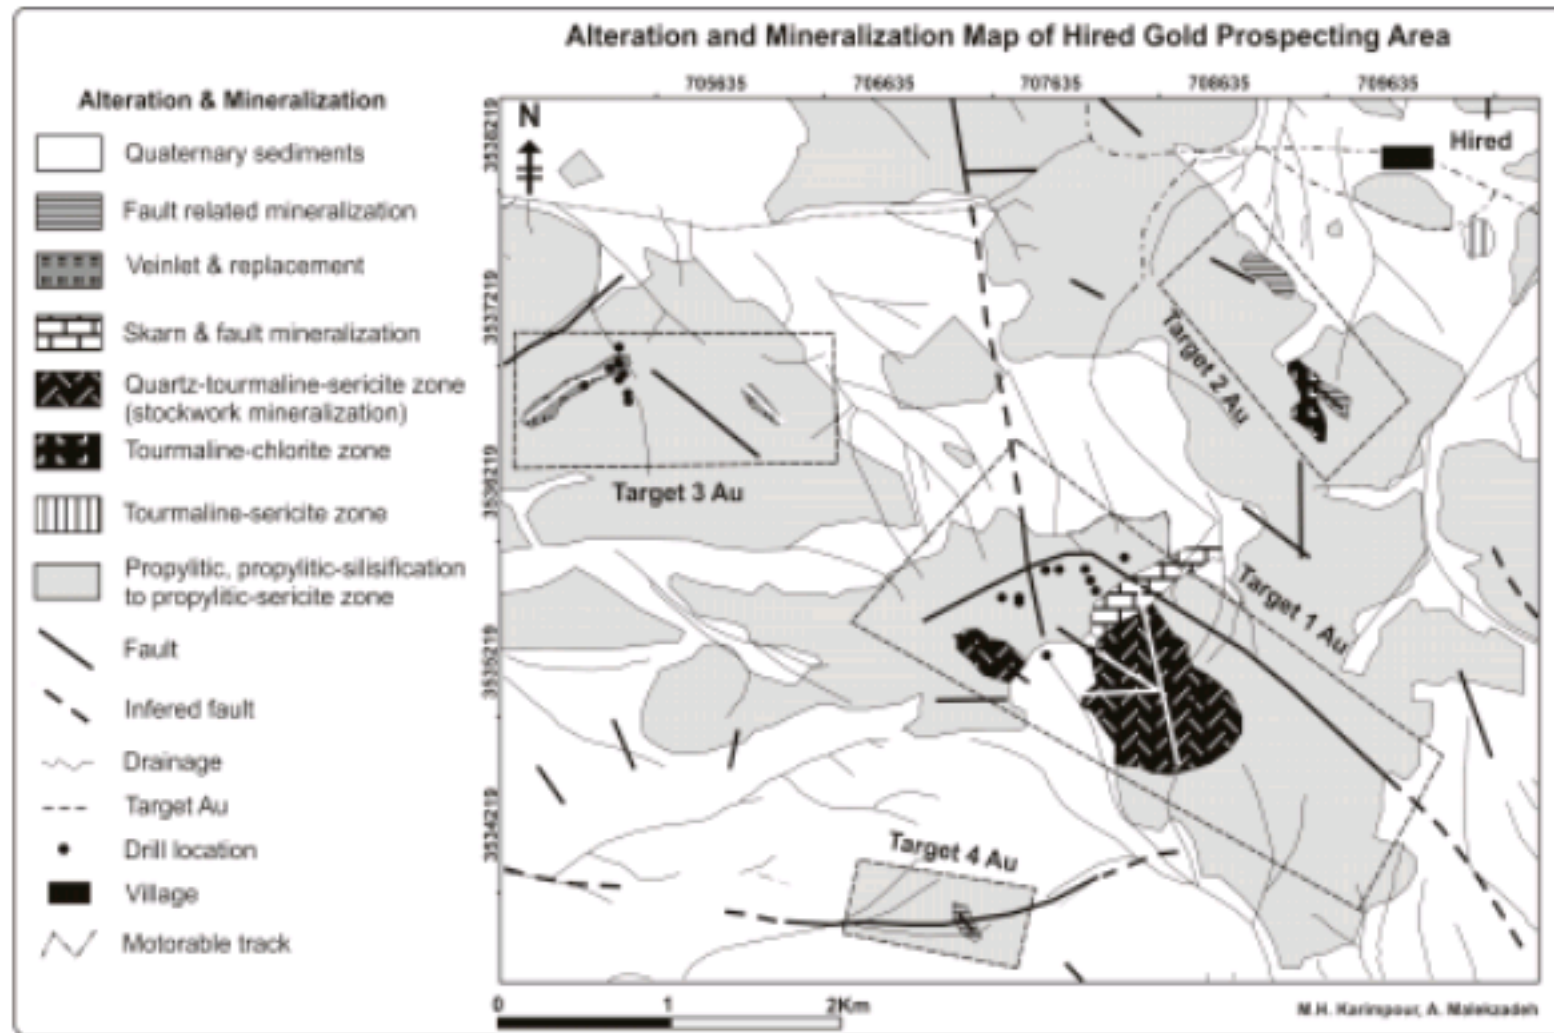 Alteration and Mineralization Map of Hired Gold Prospecting Area
Alteration & Mineralization
Quaternary sediments
Fault related mineralization
Veinlet & replacement
Skarn & fault mineralization
Quartz-tourmaline-sericite zone
(stockwork mineralization)
Tourmaline-chlorite zone
Tourmaline-sericite zone
Propylitic, propylitic-silisification
to propylitic-sericite zone
Fault
Infered fault
Drainage
Target Au
Drill location
Village
Motorable track
705635
706635
707635
708635
709635
3538219
3537219
3536219
3535219
3534219
N
Hired
Target 2 Au
Target 3 Au
Target 1 Au
Target 4 Au
0
1
2Km
M.H. Karimpour, A. Malekzadeh